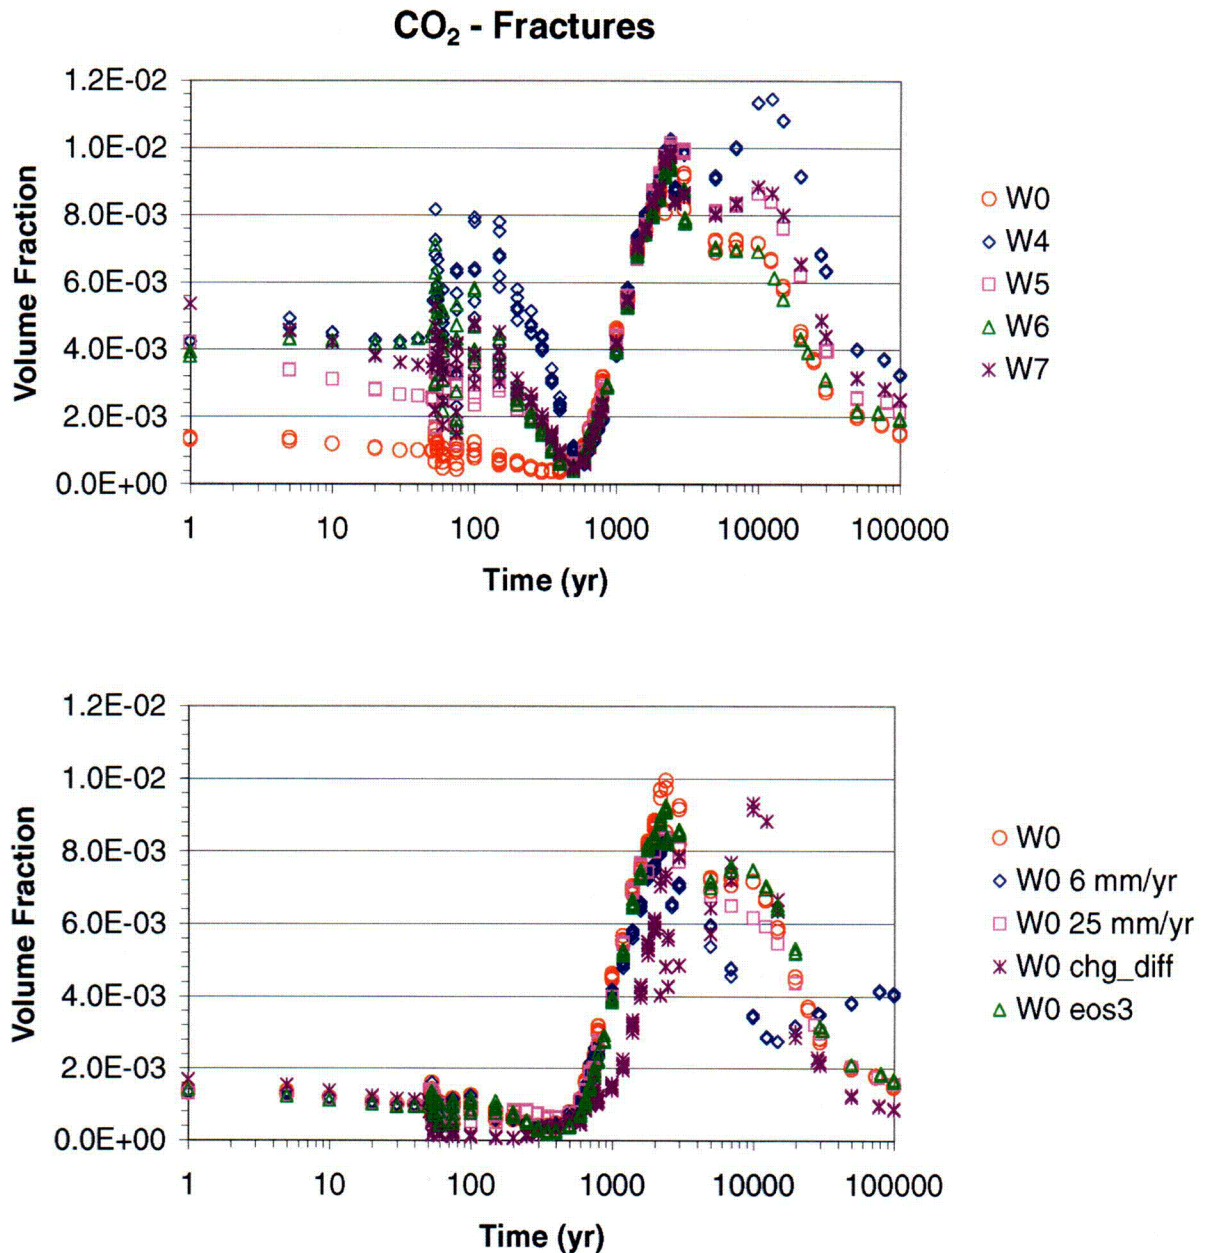 CO₂ - Fractures
1.2E-02
1.0E-02
8.0E-03
6.0E-03
4.0E-03
2.0E-03
0.0E+00
Volume Fraction
1 10 100 1000 10000 100000
Time (yr)
W0
W4
W5
W6
W7
1.2E-02
1.0E-02
8.0E-03
6.0E-03
4.0E-03
2.0E-03
0.0E+00
Volume Fraction
1 10 100 1000 10000 100000
Time (yr)
W0
W0 6 mm/yr
W0 25 mm/yr
W0 chg_diff
W0 eos3